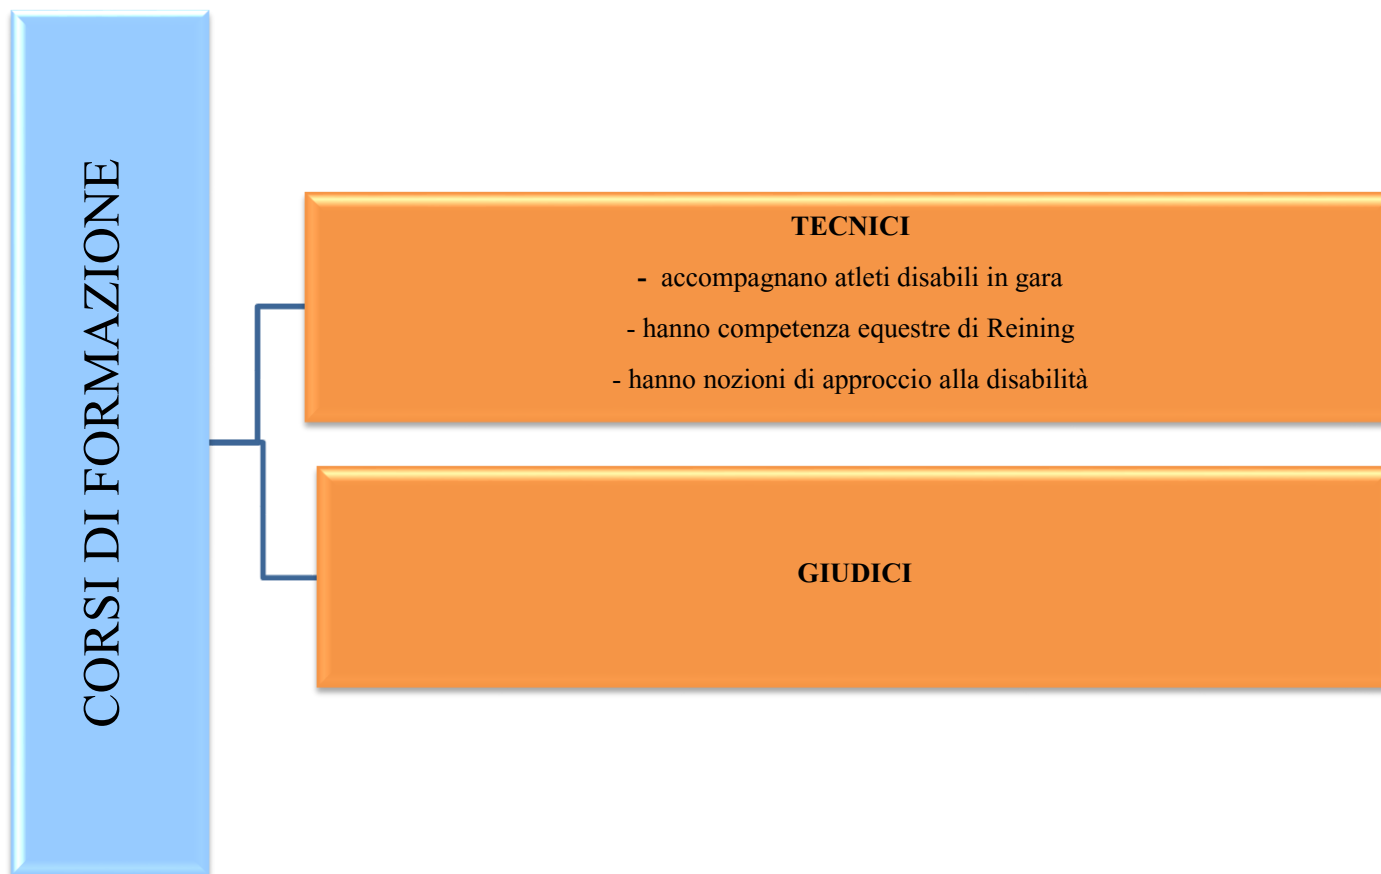 CORSI DI FORMAZIONE
TECNICI
- accompagnano atleti disabili in gara
- hanno competenza equestre di Reining
- hanno nozioni di approccio alla disabilità
GIUDICI